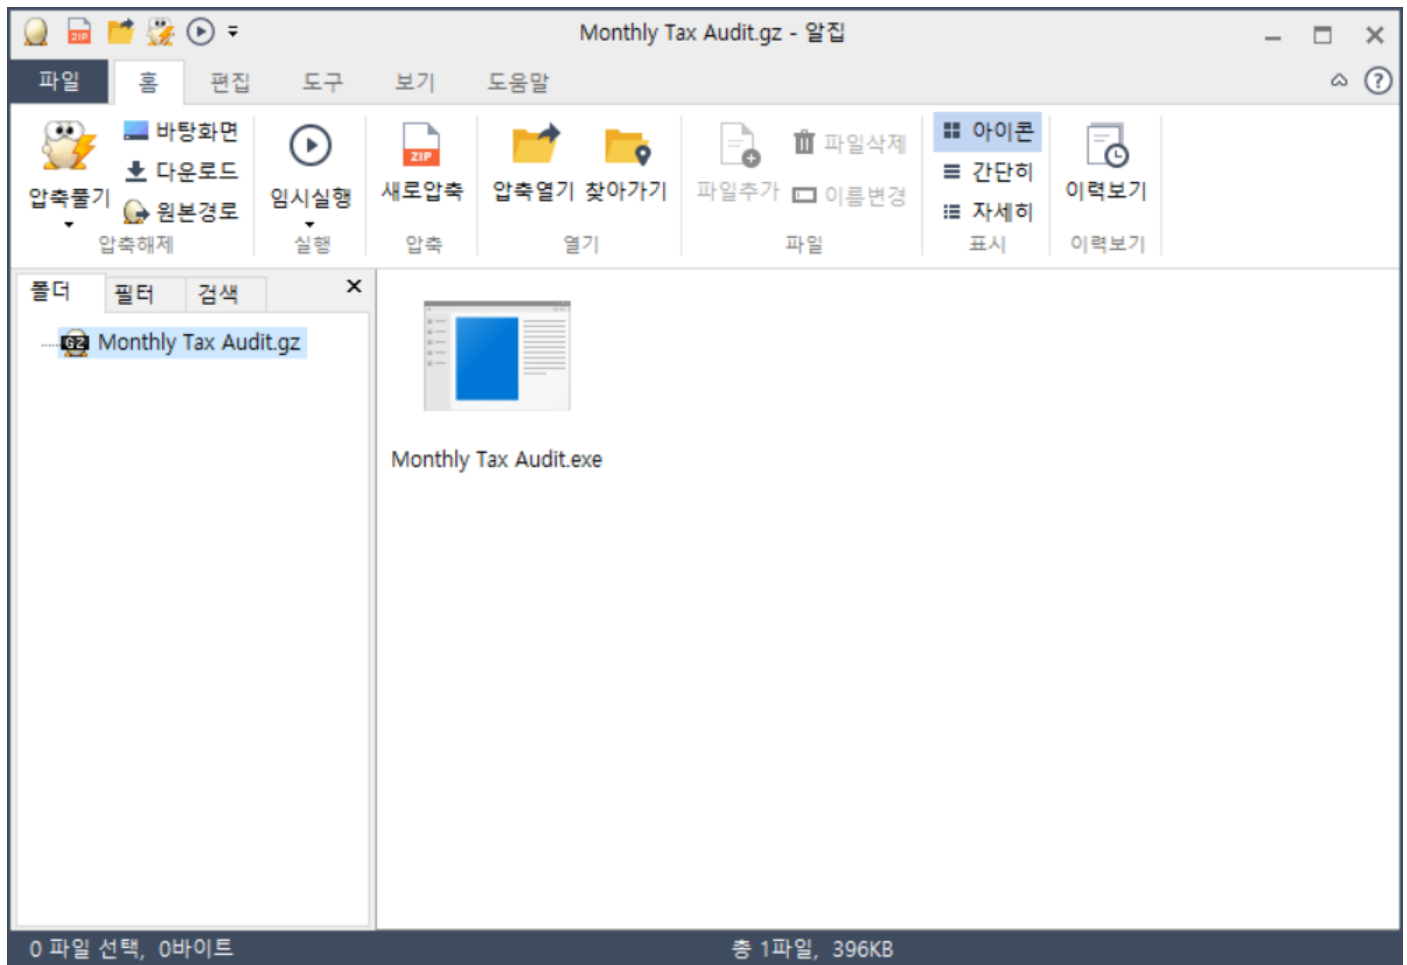 Monthly Tax Audit.gz - 알집
파일 홈 편집 도구 보기 도움말
압축풀기
바탕화면
다운로드
원본경로
압축해제
임시실행
실행
ZIP
새로압축
압축
압축열기 찾아가기
열기
파일추가
파일삭제
이름변경
파일
아이콘
간단히
자세히
표시
이력보기
이력보기
폴더 필터 검색
GZ Monthly Tax Audit.gz
Monthly Tax Audit.exe
0 파일 선택, 0바이트
총 1파일, 396KB